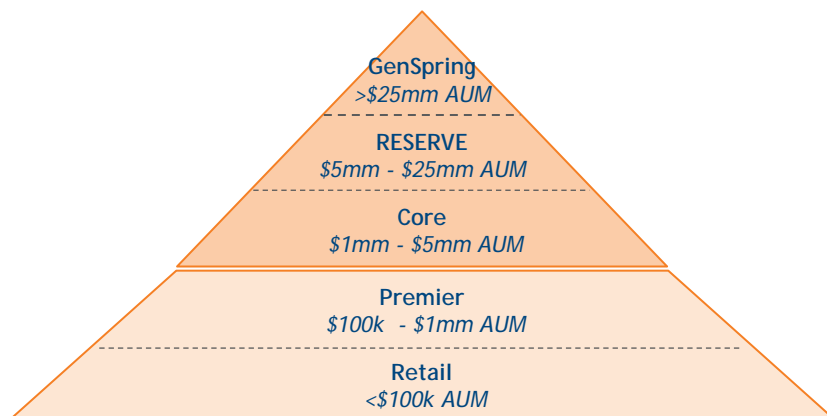 GenSpring
>$25mm AUM
RESERVE
$5mm - $25mm AUM
Core
$1mm - $5mm AUM
Premier
$100k - $1mm AUM
Retail
<$100k AUM